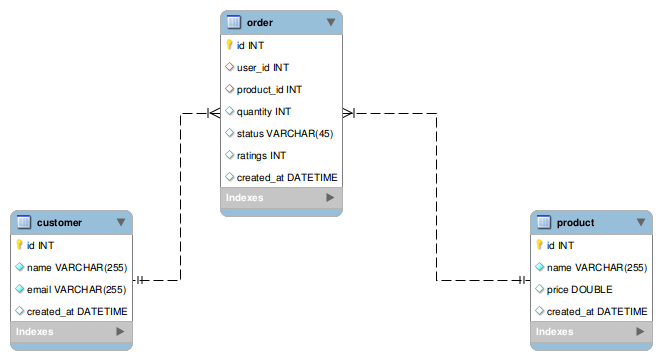 order
id INT
user_id INT
product_id INT
quantity INT
status VARCHAR(45)
ratings INT
created_at DATETIME
Indexes
customer
id INT
name VARCHAR(255)
email VARCHAR(255)
created_at DATETIME
Indexes
product
id INT
name VARCHAR(255)
price DOUBLE
created_at DATETIME
Indexes